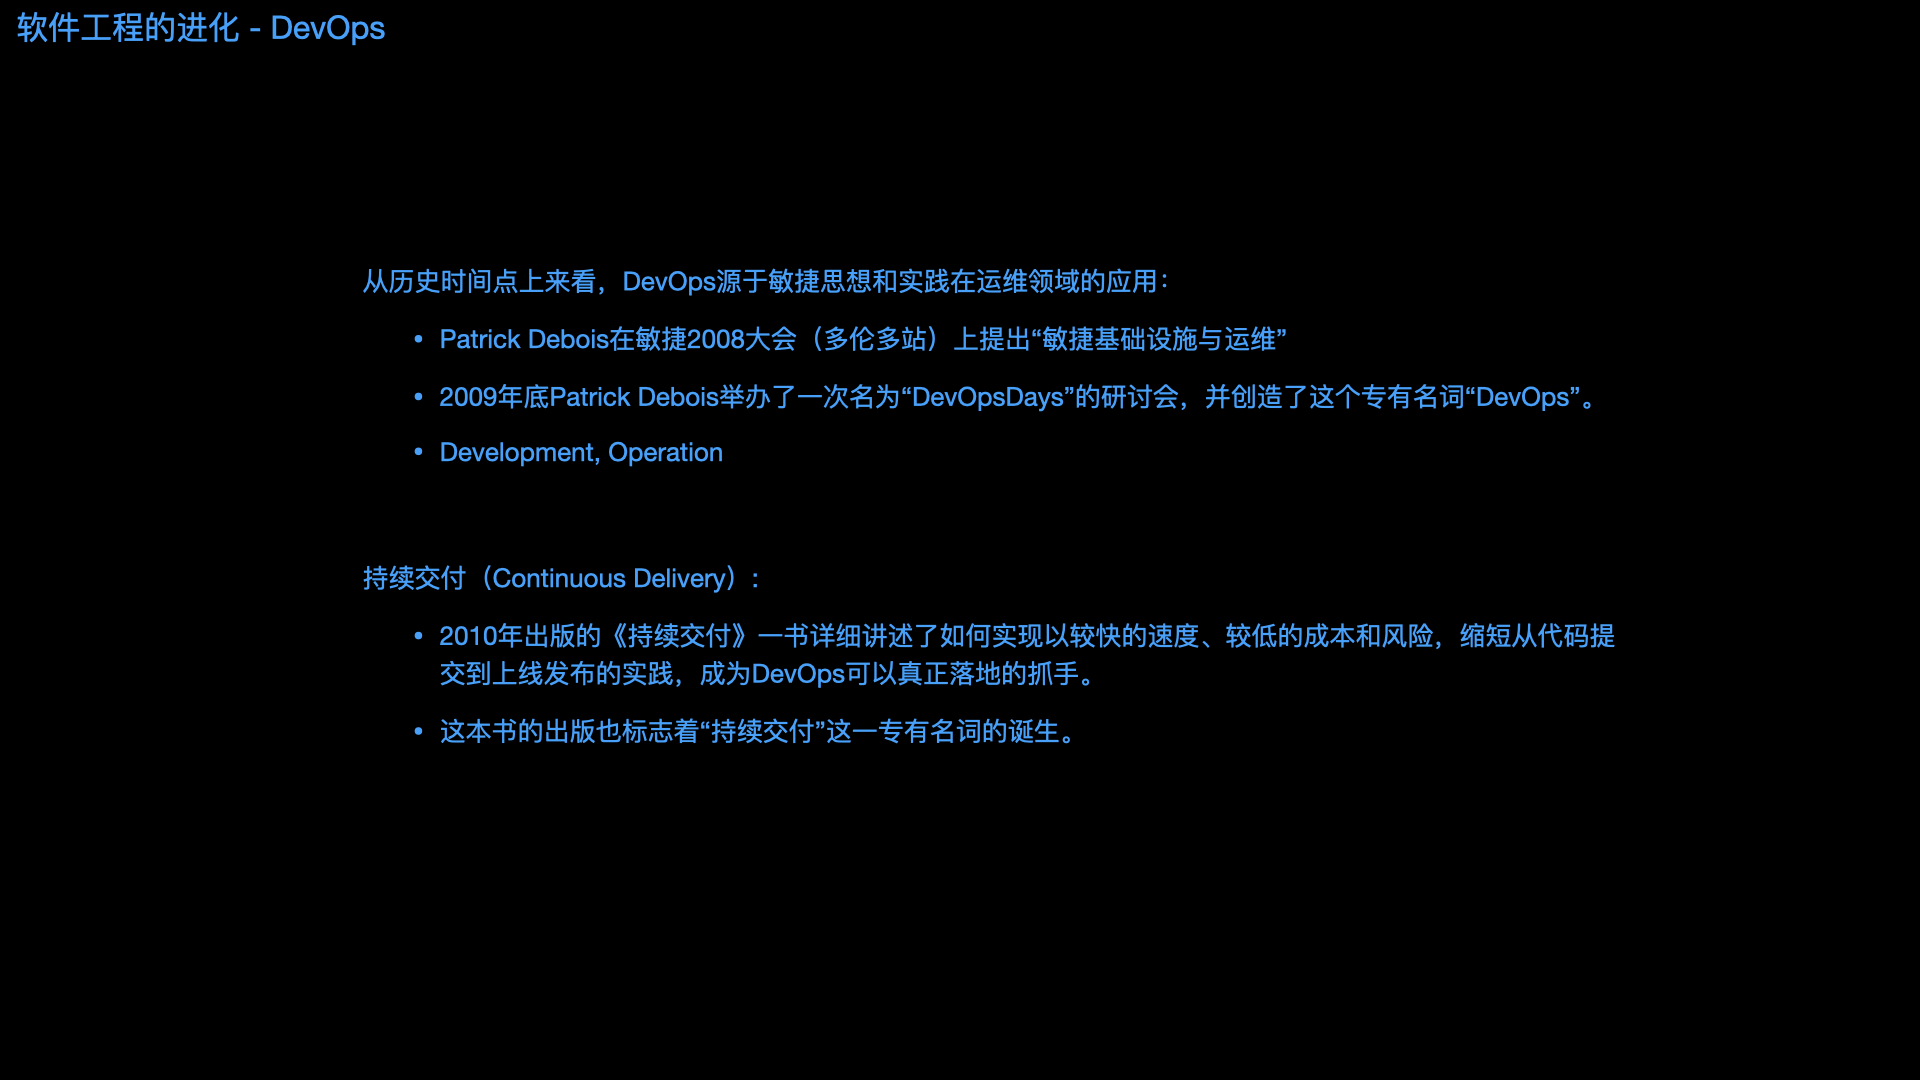 软件工程的进化 - DevOps
从历史时间点上来看，DevOps源于敏捷思想和实践在运维领域的应用：
• Patrick Debois在敏捷2008大会（多伦多站）上提出“敏捷基础设施与运维”
• 2009年底Patrick Debois举办了一次名为“DevOpsDays”的研讨会，并创造了这个专有名词“DevOps”。
• Development, Operation
持续交付（Continuous Delivery）:
• 2010年出版的《持续交付》一书详细讲述了如何实现以较快的速度、较低的成本和风险，缩短从代码提
交到上线发布的实践，成为DevOps可以真正落地的抓手。
• 这本书的出版也标志着“持续交付”这一专有名词的诞生。